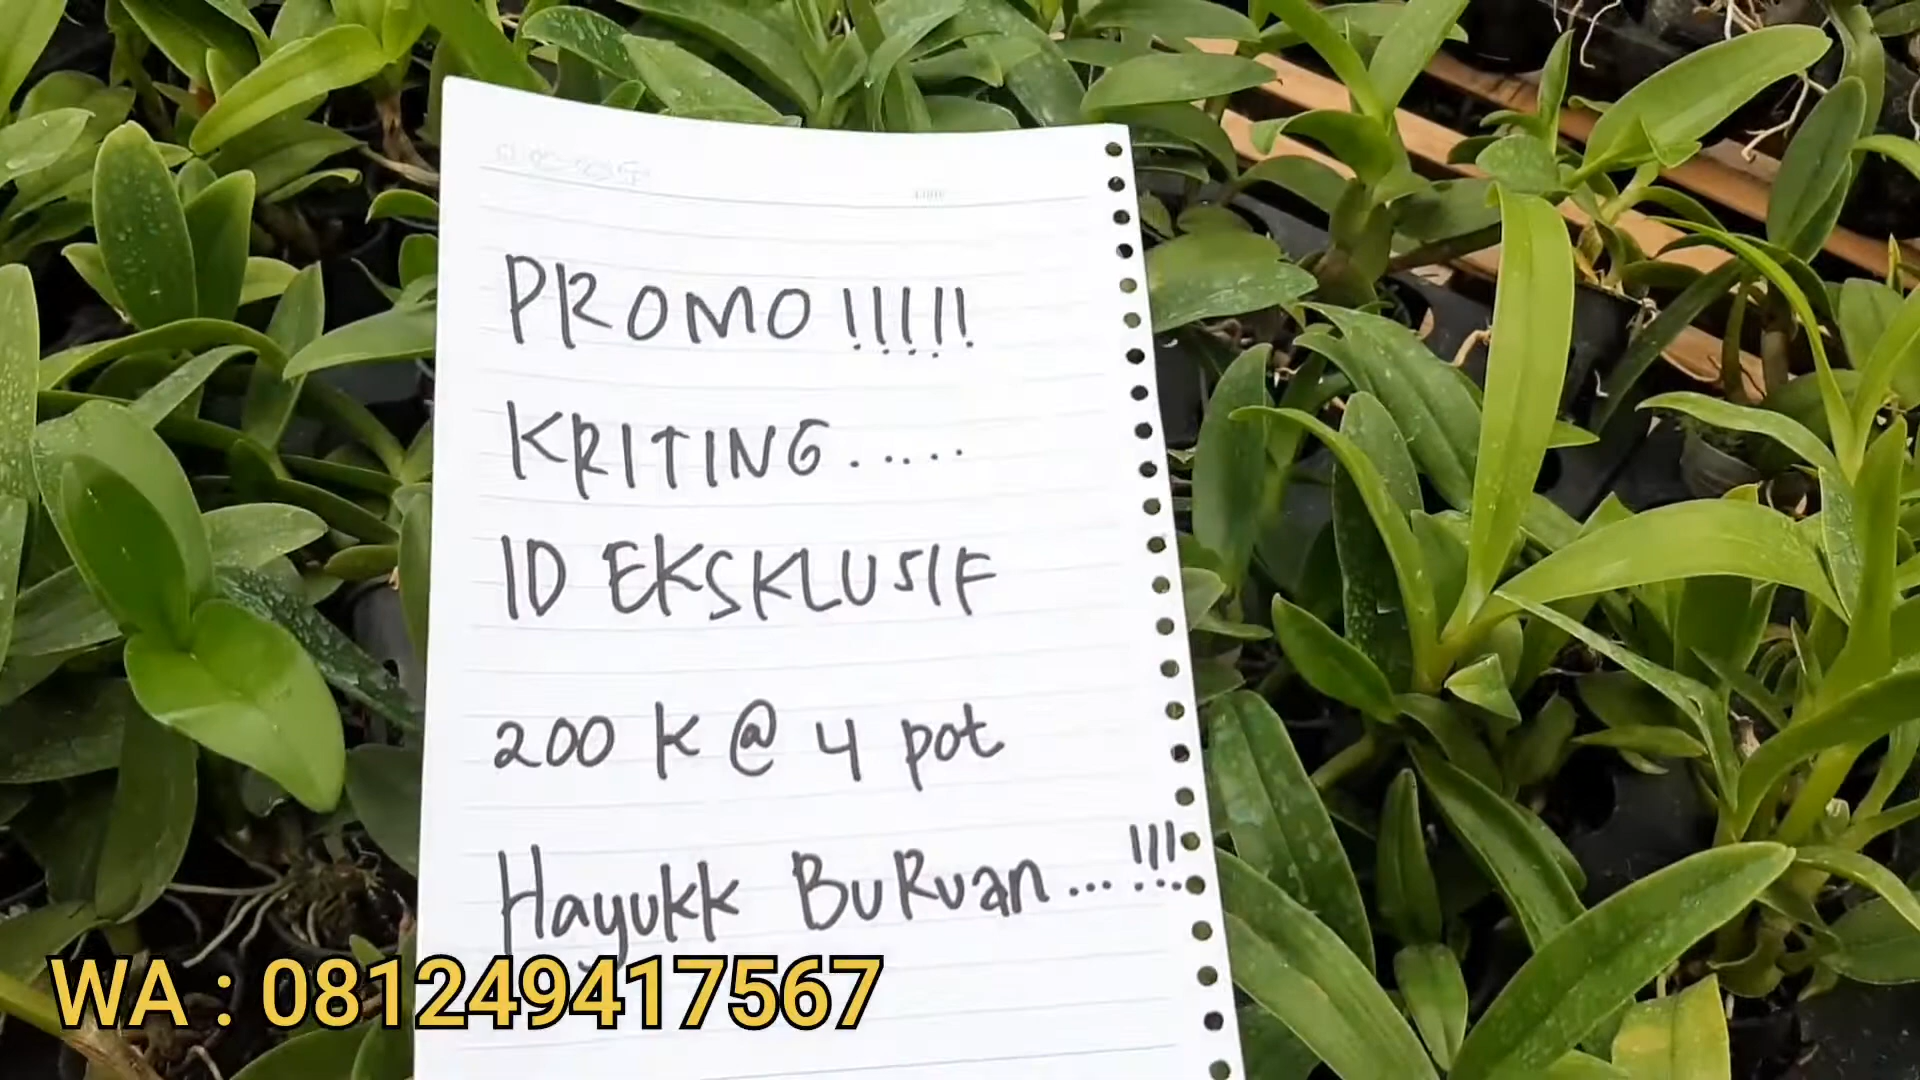 PROMO !!!!!
KRITING.....
ID EKSKLUSIF
200 K @ 4 pot
Hayukk BuRuan... !!!
WA : 081249417567